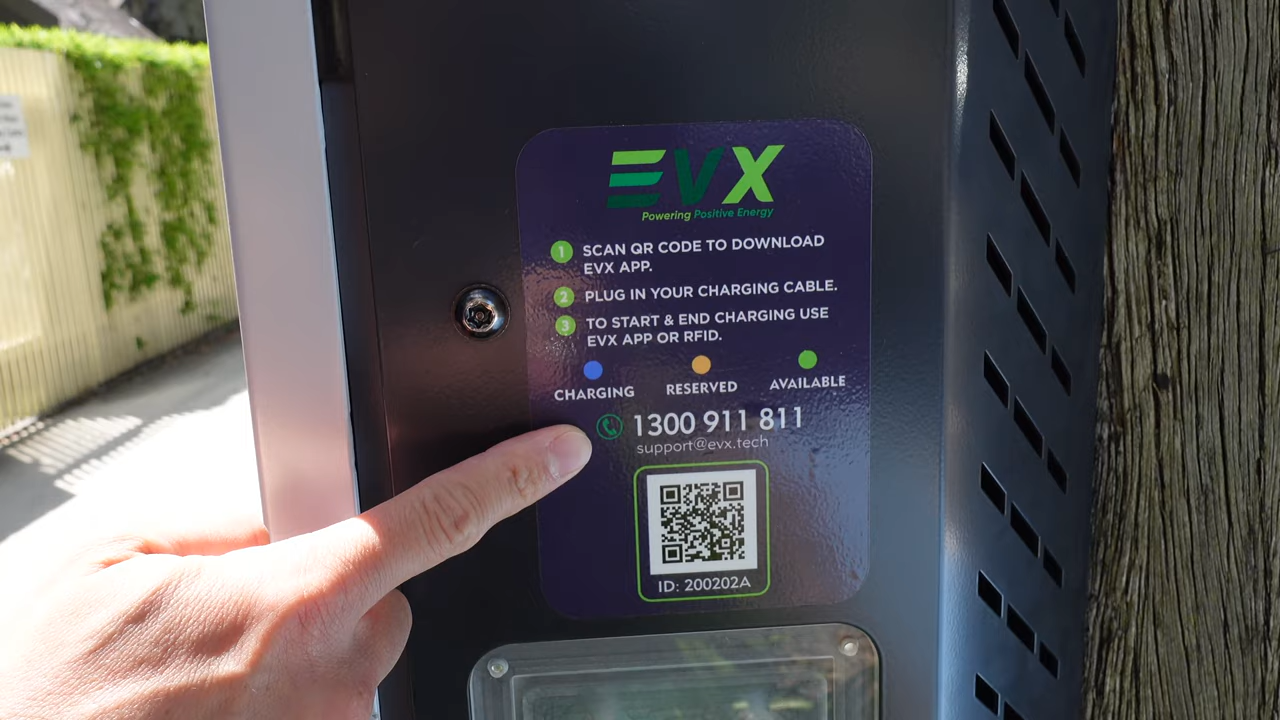 EVX
Powering Positive Energy
1 SCAN QR CODE TO DOWNLOAD
EVX APP.
2 PLUG IN YOUR CHARGING CABLE.
3 TO START & END CHARGING USE
EVX APP OR RFID.
CHARGING RESERVED AVAILABLE
1300 911 811
support@evx.tech
ID: 200202A